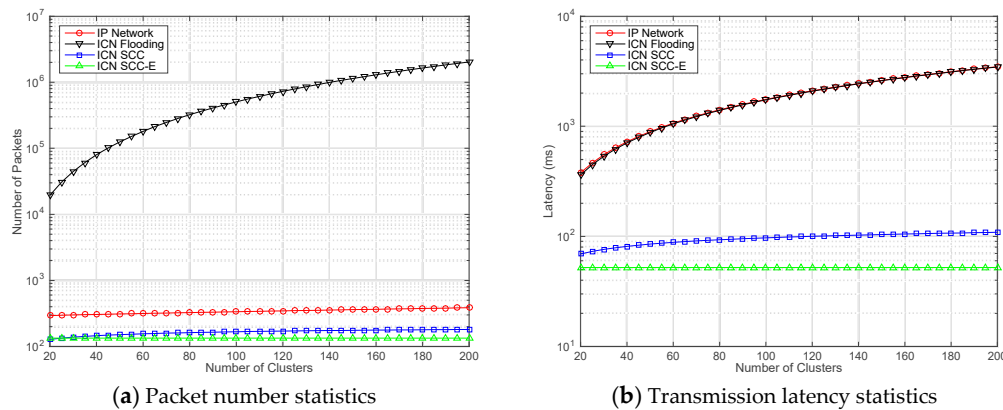 10^7
10^6
10^5
10^4
10^3
10^2
Number of Packets
IP Network
ICN Flooding
ICN SCC
ICN SCC-E
20 40 60 80 100 120 140 160 180 200
Number of Clusters
(a) Packet number statistics
10^4
10^3
10^2
10^1
Latency (ms)
IP Network
ICN Flooding
ICN SCC
ICN SCC-E
20 40 60 80 100 120 140 160 180 200
Number of Clusters
(b) Transmission latency statistics